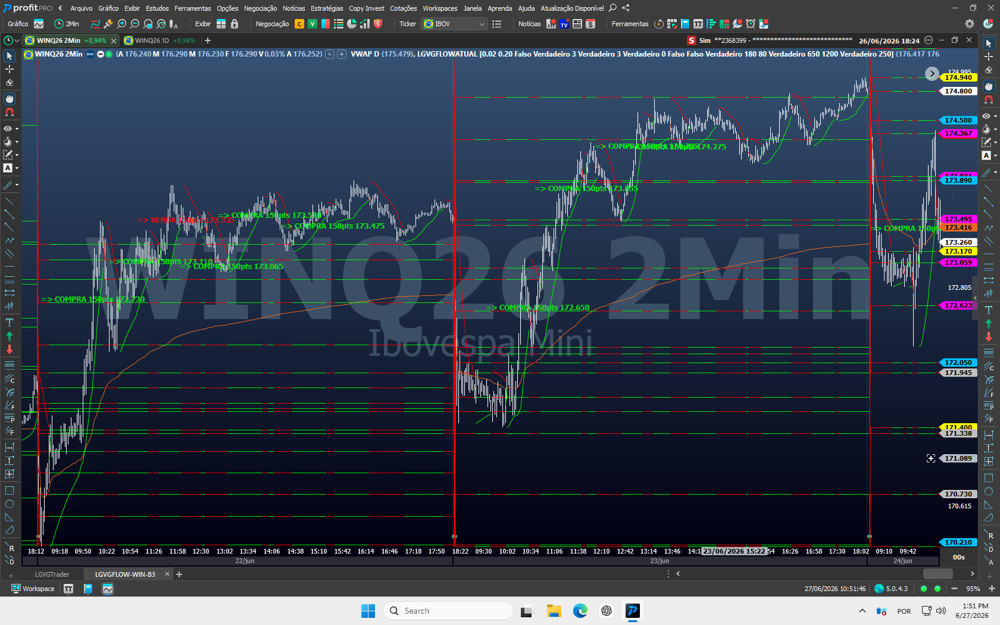 profitPRO Arquivo Gráfico Exibir Estudos Ferramentas Opções Negociação Notícias Estratégias Copy Invest Cotações Workspaces Janela Aprenda Ajuda Atualização Disponível
Gráfico 2Min Exibir Negociação C V Ticker IBOV Notícias Ferramentas
WINQ26 2Min +0,94% WINQ26 1D +0,94% S Sim **2368399 - ****************************** 26/06/2026 18:24
WINQ26 2Min (A 176.240 M 176.290 M 176.230 F 176.290 V 0,03% A 176.252) VWAP D (175.479), LGVGFLOWATUAL [0.02 0.20 Falso Verdadeiro 3 Verdadeiro 3 Verdadeiro 0 Falso Falso Verdadeiro 180 80 Verdadeiro 650 1200 Verdadeiro 250] (176.417 176.
174.995
174.940
174.800
174.500
174.367
173.890
173.495
173.416
173.260
173.170
173.059
172.805
172.623
172.050
171.945
171.400
171.338
171.089
170.730
170.615
170.210
=> COMPRA 150pts 174.275
=> COMPRA 150pts 173.855
=> VENDA 150pts 173.535
=> COMPRA 150pts 173.580
=> COMPRA 150pts 173.475
=> COMPRA 150pt
=> COMPRA 150pts 173.110
=> COMPRA 150pts 173.065
=> COMPRA 150pts 172.730
=> COMPRA 150pts 172.650
WINQ26 2Min
Ibovespa Mini
18:12 09:18 09:50 10:22 10:54 11:26 11:58 12:30 13:02 13:34 14:06 14:38 15:10 15:42 16:14 16:46 17:18 17:50 18:22 09:30 10:02 10:34 11:06 11:38 12:10 12:42 13:14 13:46 14:1 23/06/2026 15:22 54 16:26 16:58 17:30 18:02 09:10 09:42
00s
22/jun 23/jun 24/jun
LGVGTrader LGVGFLOW-WIN-B3
Workspace 27/06/2026 10:51:46 5.0.4.3 95%
Search POR 1:51 PM
6/27/2026